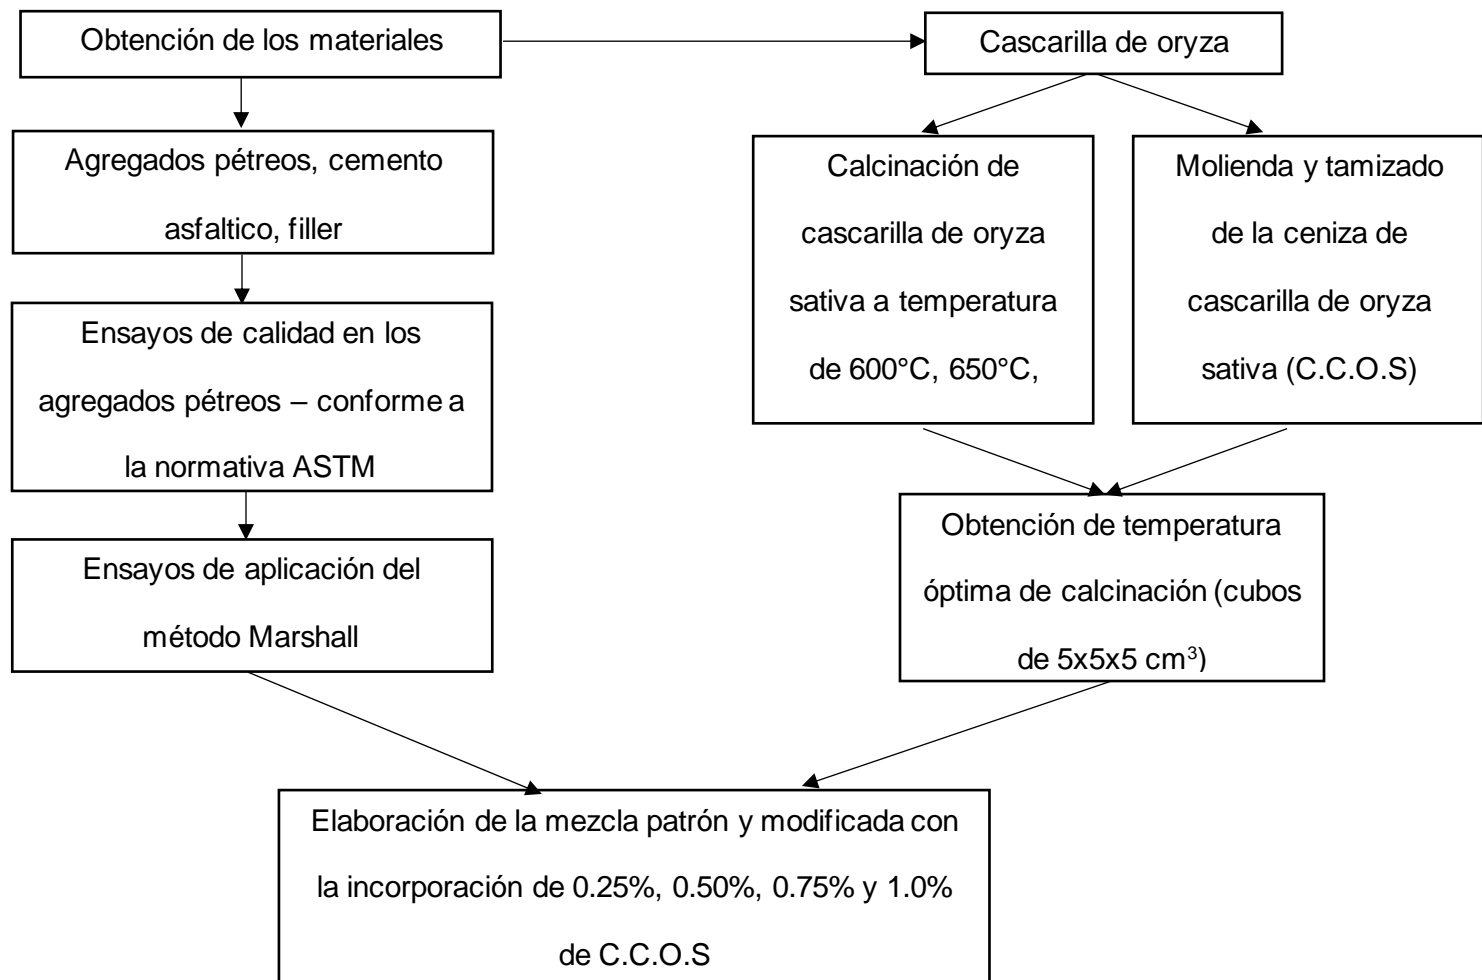 Obtención de los materiales
Cascarilla de oryza
Agregados pétreos, cemento
asfaltico, filler
Calcinación de
cascarilla de oryza
sativa a temperatura
de 600°C, 650°C,
Molienda y tamizado
de la ceniza de
cascarilla de oryza
sativa (C.C.O.S)
Ensayos de calidad en los
agregados pétreos – conforme a
la normativa ASTM
Obtención de temperatura
óptima de calcinación (cubos
de 5x5x5 cm³)
Ensayos de aplicación del
método Marshall
Elaboración de la mezcla patrón y modificada con
la incorporación de 0.25%, 0.50%, 0.75% y 1.0%
de C.C.O.S